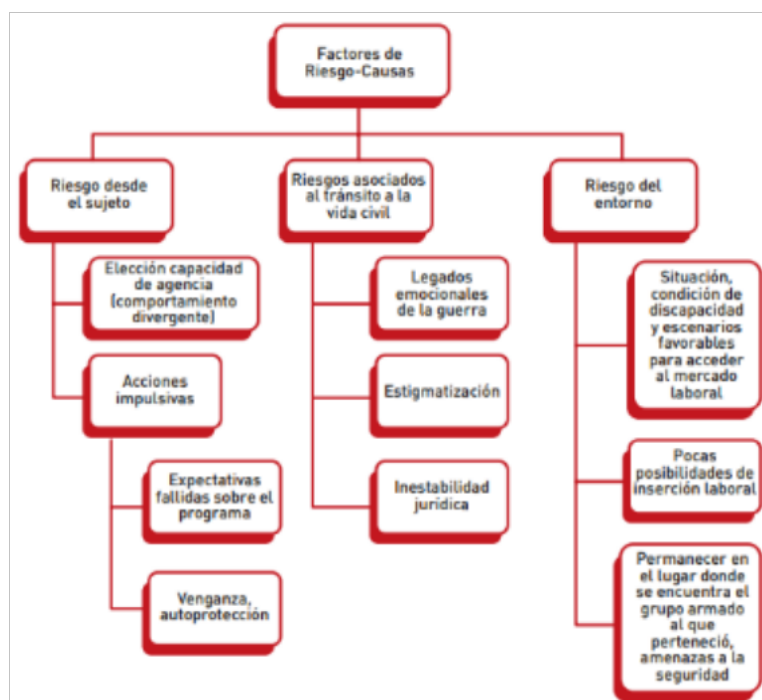 Factores de
Riesgo-Causas
Riesgo desde
el sujeto
Elección capacidad
de agencia
(comportamiento
divergente)
Acciones
impulsivas
Expectativas
fallidas sobre el
programa
Venganza,
autoprotección
Riesgos asociados
al tránsito a la
vida civil
Legados
emocionales
de la guerra
Estigmatización
Inestabilidad
jurídica
Riesgo del
entorno
Situación,
condición de
discapacidad
y escenarios
favorables
para acceder
al mercado
laboral
Pocas
posibilidades de
inserción laboral
Permanecer en
el lugar donde
se encuentra el
grupo armado
al que
perteneció,
amenazas a la
seguridad